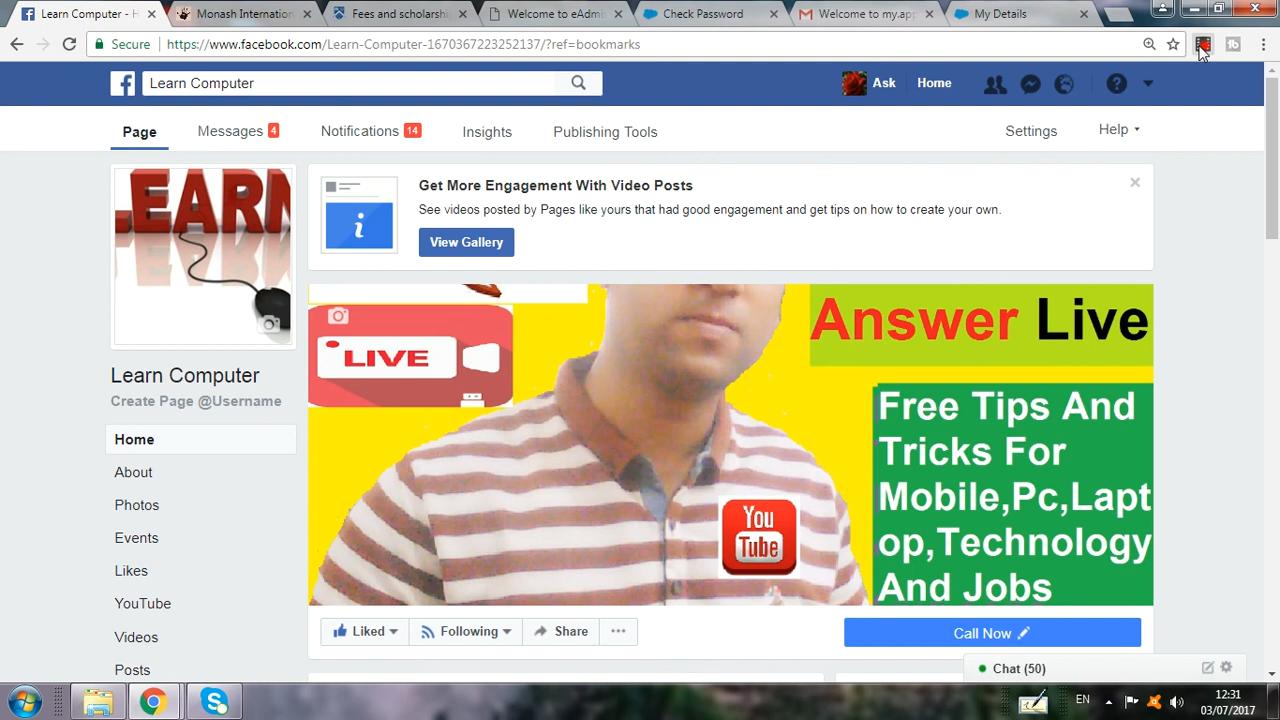 Learn Computer - H
Monash Internation
Fees and scholarshi
Welcome to eAdmis
Check Password
Welcome to my.app
My Details
Secure
https://www.facebook.com/Learn-Computer-1670367223252137/?ref=bookmarks
Learn Computer
Ask
Home
Page
Messages 4
Notifications 14
Insights
Publishing Tools
Settings
Help
LEARN
Get More Engagement With Video Posts
See videos posted by Pages like yours that had good engagement and get tips on how to create your own.
View Gallery
LIVE
Answer Live
Free Tips And
Tricks For
Mobile,Pc,Lapt
op,Technology
And Jobs
You
Tube
Learn Computer
Create Page @Username
Home
About
Photos
Events
Likes
YouTube
Videos
Posts
Liked
Following
Share
Call Now
Chat (50)
EN
12:31
03/07/2017